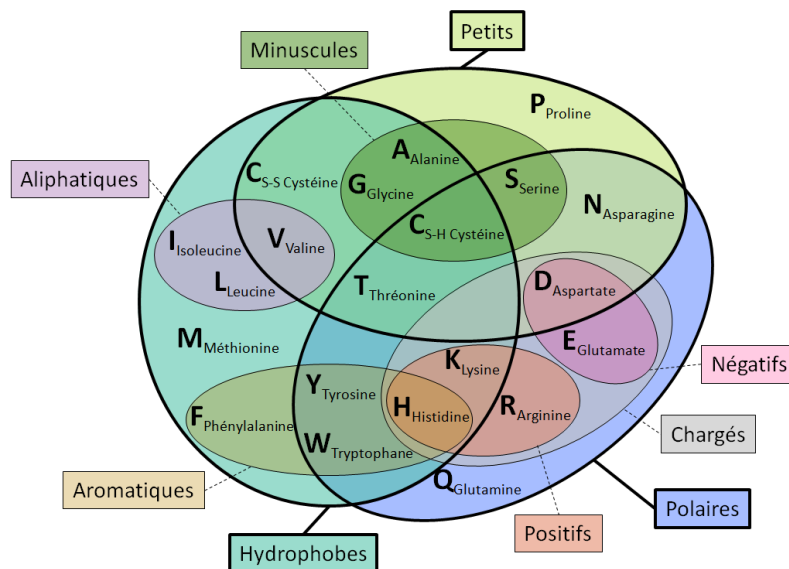 Petits
Minuscules
P Proline
A Alanine
C S-S Cystéine
G Glycine
S Serine
Aliphatiques
N Asparagine
C S-H Cystéine
I Isoleucine
V Valine
L Leucine
T Thréonine
D Aspartate
M Méthionine
E Glutamate
K Lysine
Négatifs
Y Tyrosine
F Phénylalanine
H Histidine
R Arginine
Chargés
W Tryptophane
Q Glutamine
Aromatiques
Polaires
Positifs
Hydrophobes